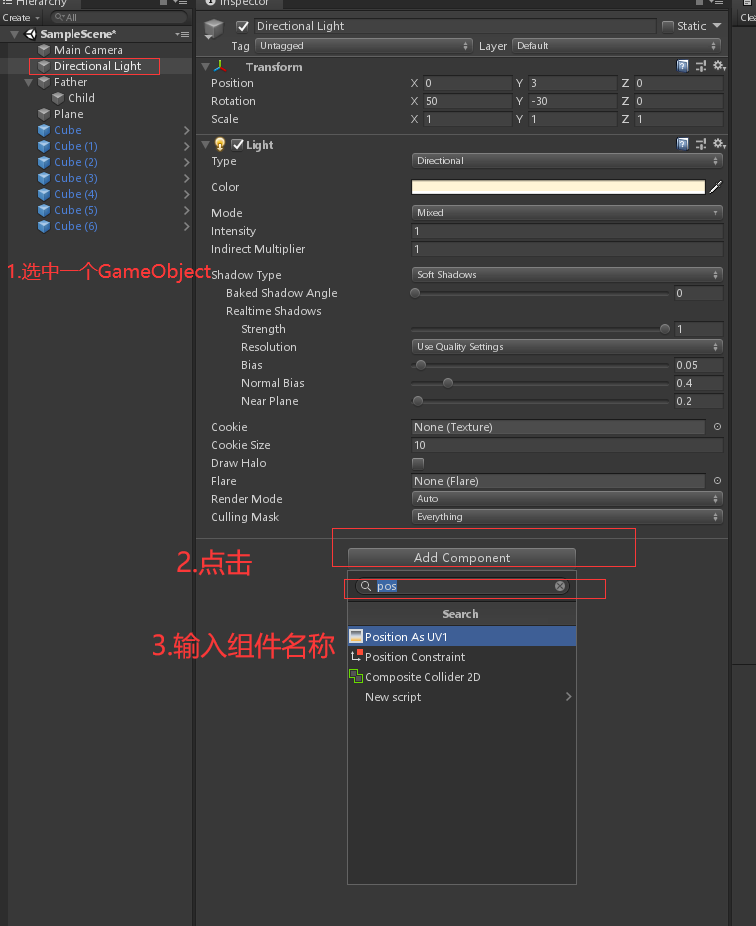 Hierarchy
Create
All
SampleScene*
Main Camera
Directional Light
Father
Child
Plane
Cube
Cube (1)
Cube (2)
Cube (3)
Cube (4)
Cube (5)
Cube (6)
1.选中一个GameObject
Inspector
Directional Light Static
Tag Untagged Layer Default
Transform
Position X 0 Y 3 Z 0
Rotation X 50 Y -30 Z 0
Scale X 1 Y 1 Z 1
Light
Type Directional
Color
Mode Mixed
Intensity 1
Indirect Multiplier 1
Shadow Type Soft Shadows
Baked Shadow Angle 0
Realtime Shadows
Strength 1
Resolution Use Quality Settings
Bias 0.05
Normal Bias 0.4
Near Plane 0.2
Cookie None (Texture)
Cookie Size 10
Draw Halo
Flare None (Flare)
Render Mode Auto
Culling Mask Everything
2.点击
Add Component
pos
Search
3.输入组件名称
Position As UV1
Position Constraint
Composite Collider 2D
New script